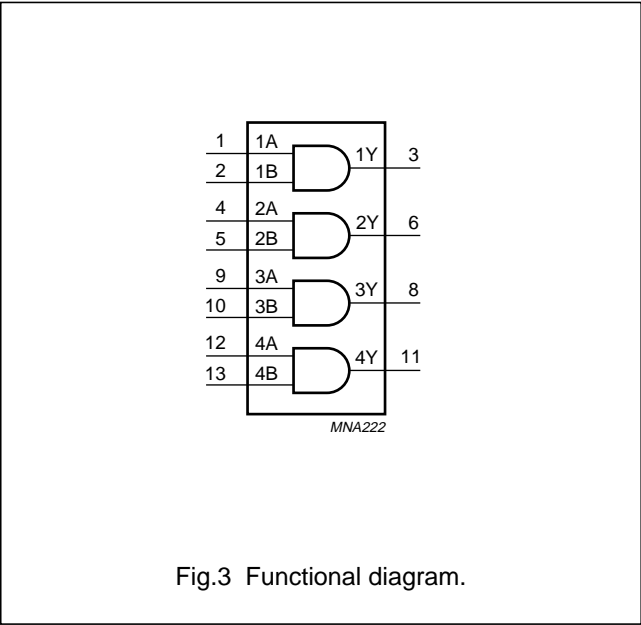 1 1A 1Y 3
2 1B
4 2A 2Y 6
5 2B
9 3A 3Y 8
10 3B
12 4A 4Y 11
13 4B
MNA222
Fig.3 Functional diagram.